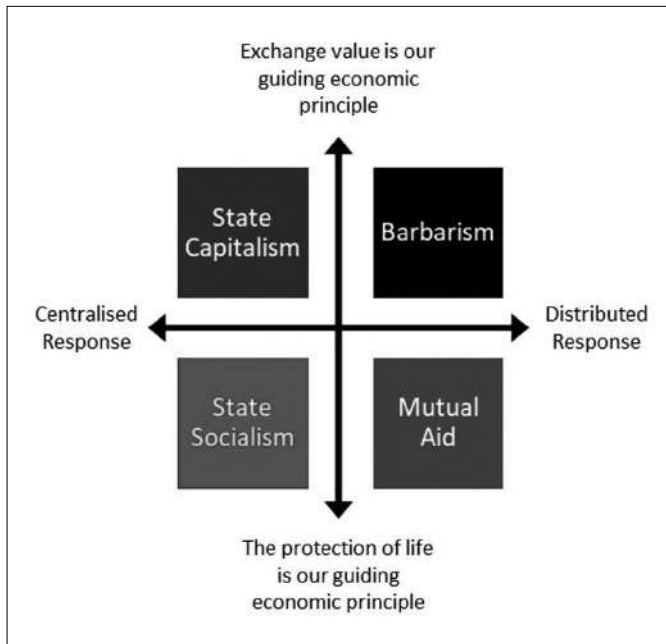 Exchange value is our
guiding economic
principle
State
Capitalism
Barbarism
Centralised
Response
Distributed
Response
State
Socialism
Mutual
Aid
The protection of life
is our guiding
economic principle